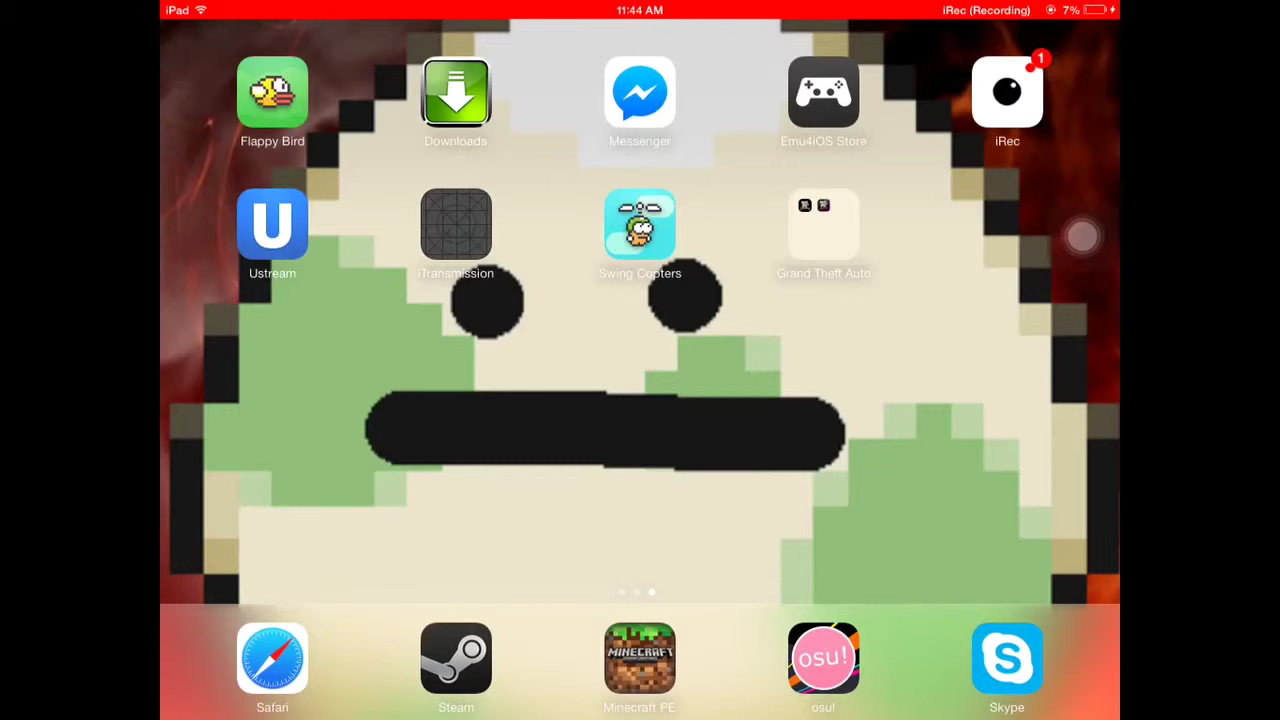 iPad 11:44 AM iRec (Recording) 7%
1
Flappy Bird Downloads Messenger Emu4iOS Store iRec
U
Ustream iTransmission Swing Copters Grand Theft Auto
MINECRAFT osu! S
Safari Steam Minecraft PE osu! Skype